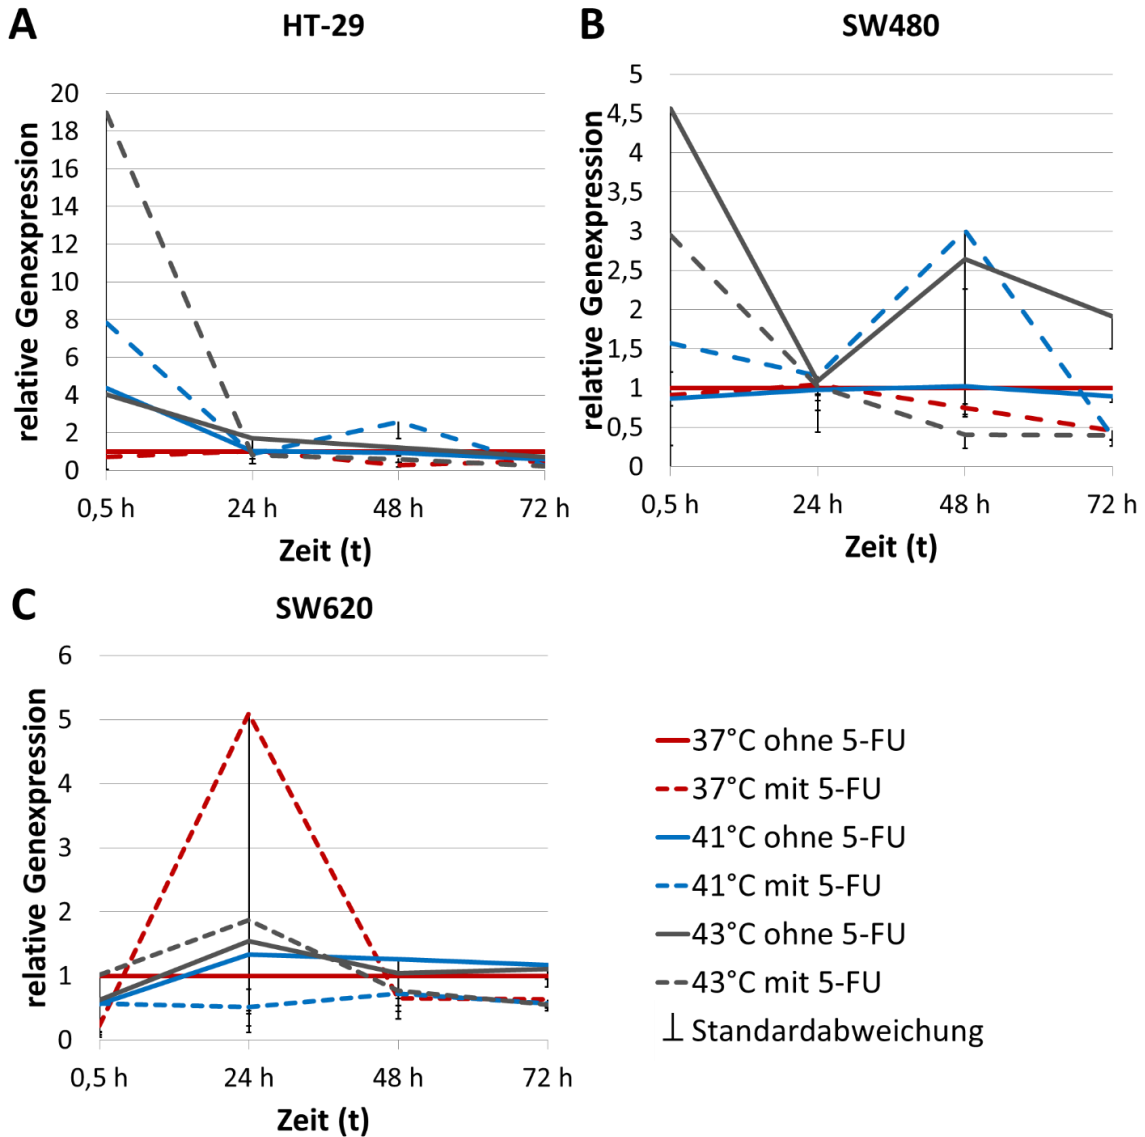 A
HT-29
relative Genexpression
20
18
16
14
12
10
8
6
4
2
0
0,5 h
24 h
48 h
72 h
Zeit (t)
B
SW480
relative Genexpression
5
4,5
4
3,5
3
2,5
2
1,5
1
0,5
0
0,5 h
24 h
48 h
72 h
Zeit (t)
C
SW620
relative Genexpression
6
5
4
3
2
1
0
0,5 h
24 h
48 h
72 h
Zeit (t)
37°C ohne 5-FU
37°C mit 5-FU
41°C ohne 5-FU
41°C mit 5-FU
43°C ohne 5-FU
43°C mit 5-FU
Standardabweichung